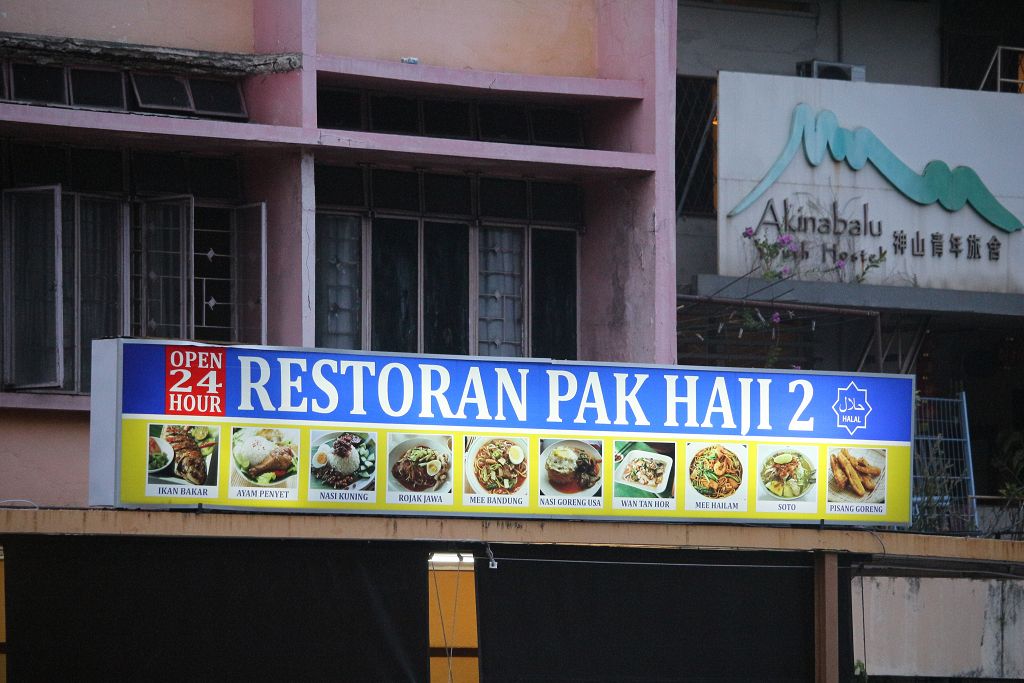 Akinabalu
Youth Hostel
神山青年旅舍
OPEN
24
HOUR
RESTORAN PAK HAJI 2
حلال
HALAL
IKAN BAKAR
AYAM PENYET
NASI KUNING
ROJAK JAWA
MEE BANDUNG
NASI GORENG USA
WAN TAN HOR
MEE HAILAM
SOTO
PISANG GORENG